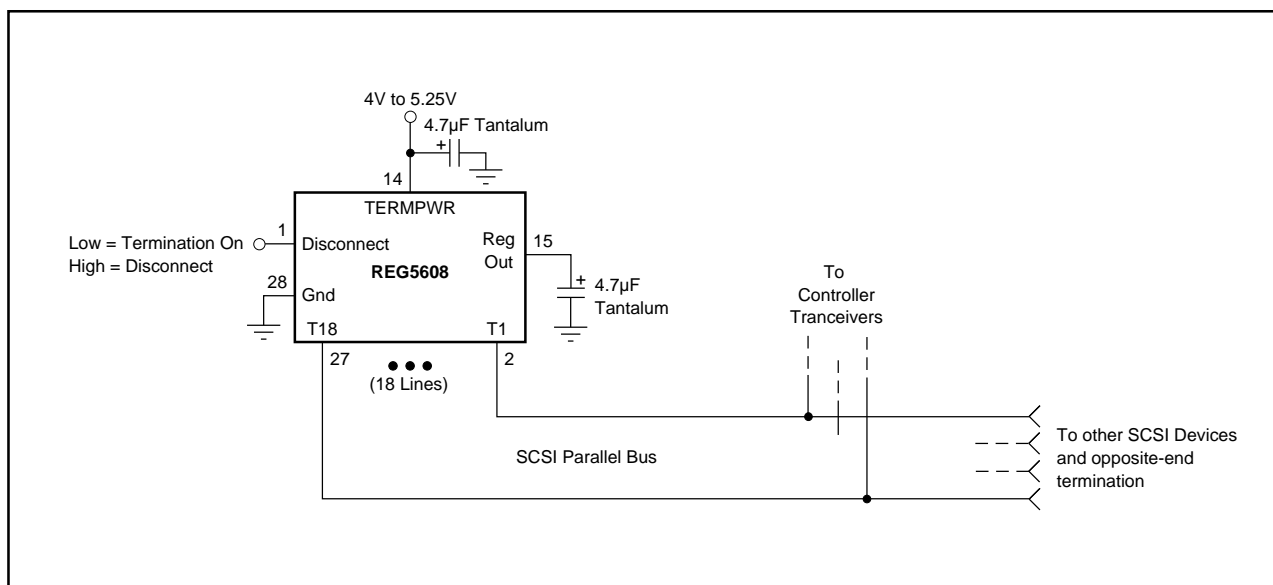 4V to 5.25V
4.7µF Tantalum
+
14
TERMPWR
1
Low = Termination On
High = Disconnect
Disconnect
Reg
Out
15
REG5608
28
Gnd
+
4.7µF
Tantalum
To
Controller
Tranceivers
T18
T1
27
2
(18 Lines)
SCSI Parallel Bus
To other SCSI Devices
and opposite-end
termination